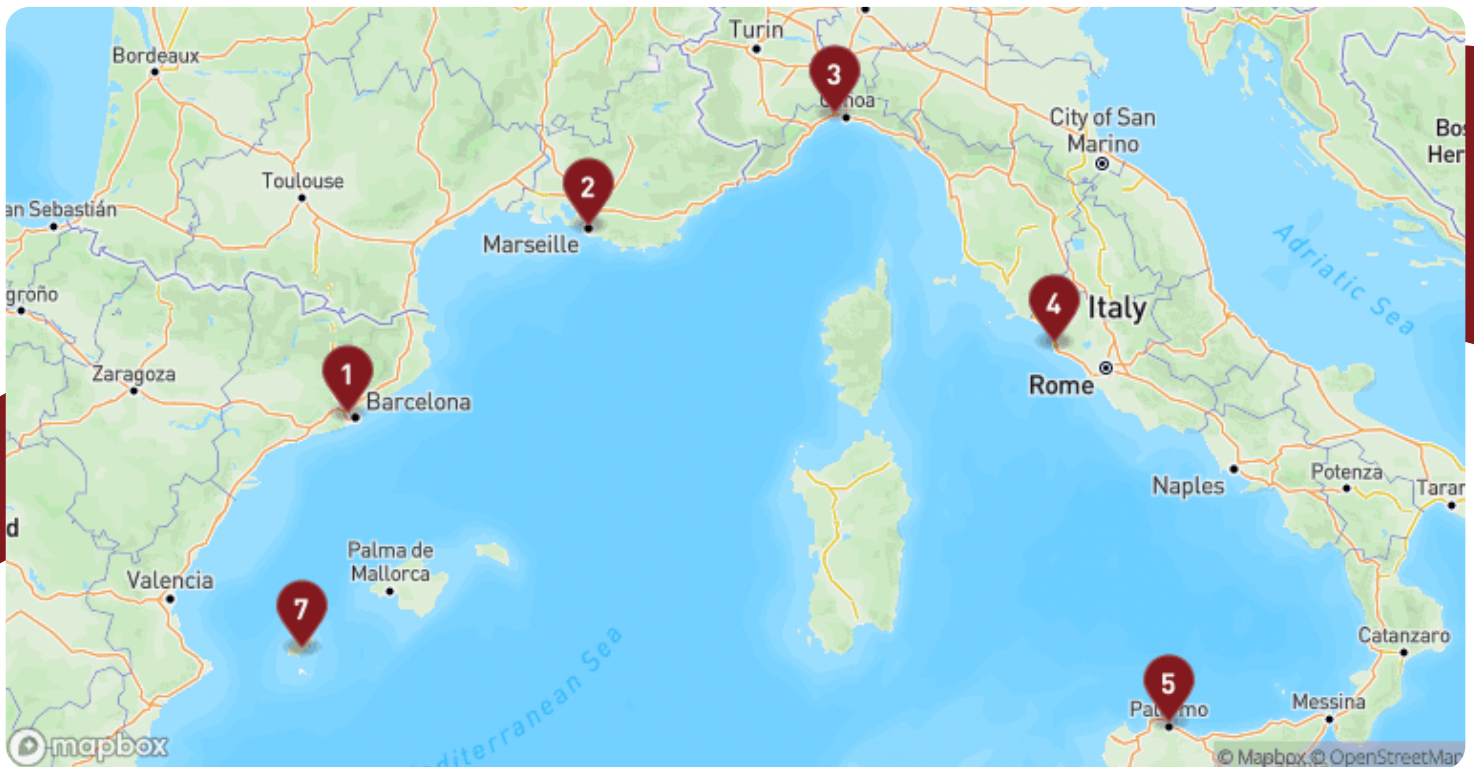 Turin
Bordeaux
3
Genoa
City of San
Marino
Bos
Her
2
Toulouse
an Sebastián
Marseille
Adriatic Sea
4
Italy
groño
1
Zaragoza
Rome
Barcelona
Naples
Potenza
Taran
d
Palma de
Mallorca
Valencia
7
Mediterranean Sea
Catanzaro
5
Palermo
Messina
mapbox
© Mapbox © OpenStreetMap